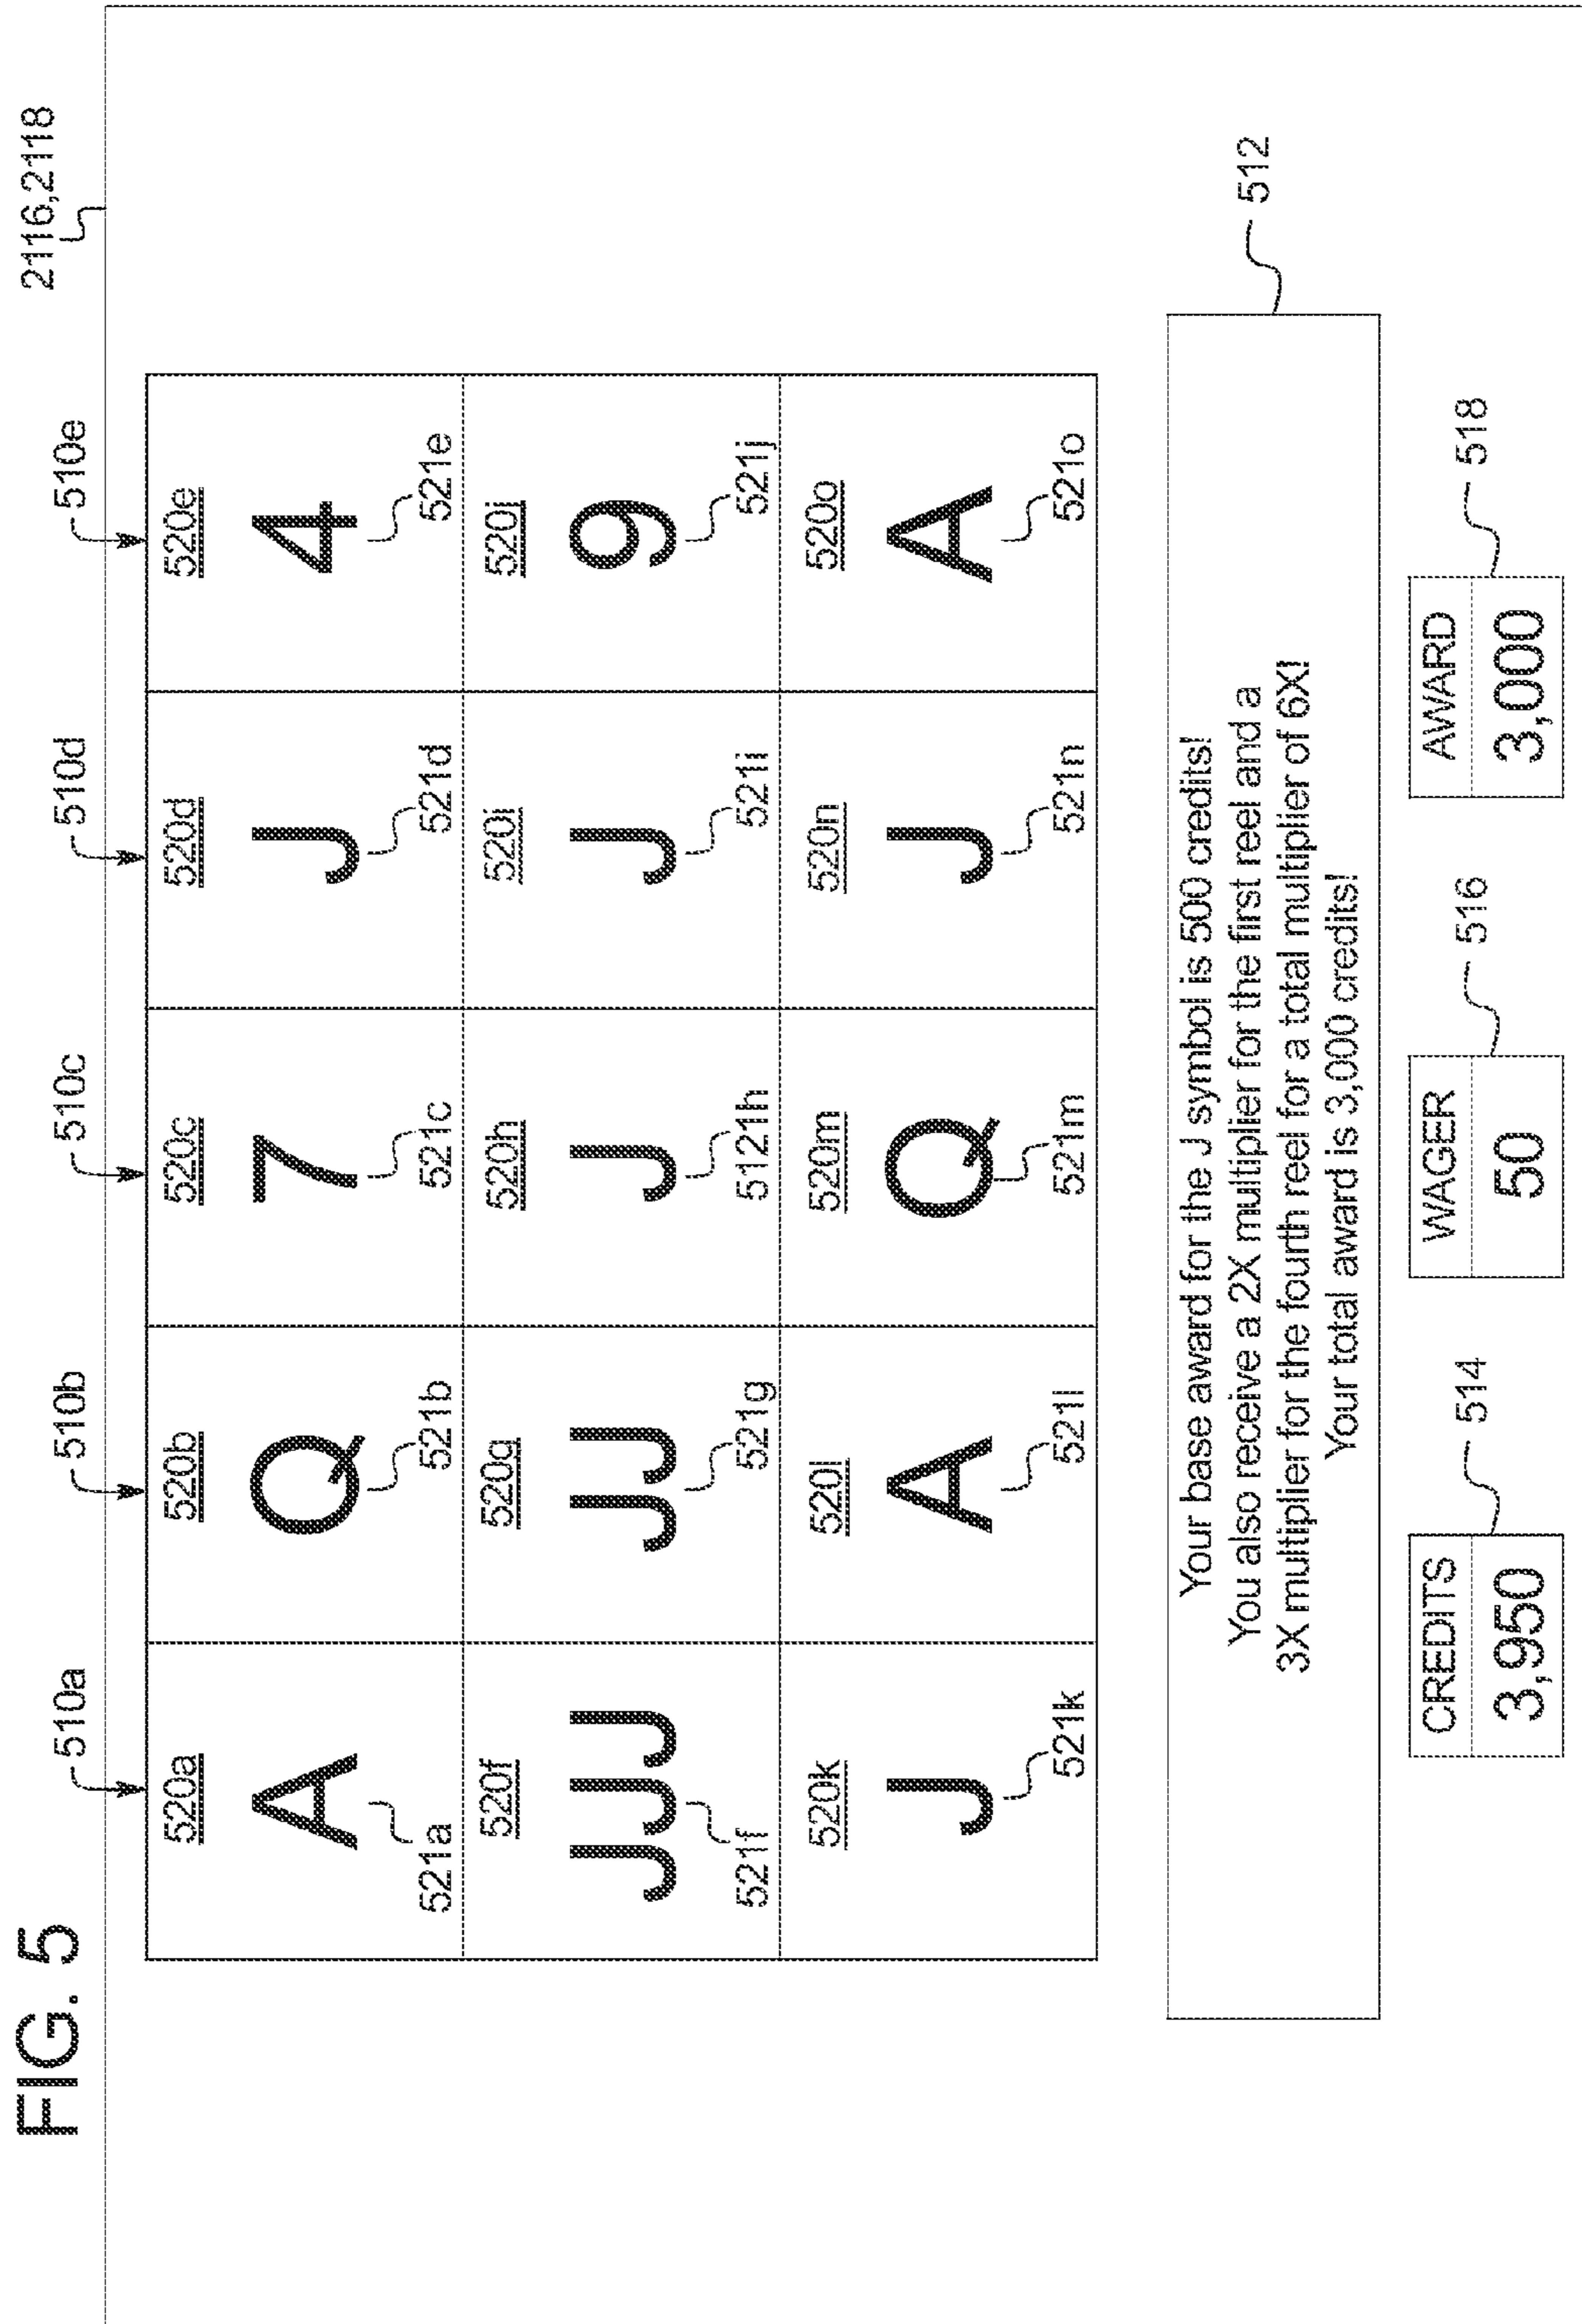 FIG. 5
2116,2118
510a 510b 510c 510d 510e
520a 520b 520c 520d 520e
A Q 7 J 4
521a 521b 521c 521d 521e
520f 520g 520h 520i 520j
JJJ JJ J J 9
521f 521g 5121h 521i 521j
520k 520l 520m 520n 520o
J A Q J A
521k 521l 521m 521n 521o
Your base award for the J symbol is 500 credits!
You also receive a 2X multiplier for the first reel and a
3X multiplier for the fourth reel for a total multiplier of 6X!
Your total award is 3,000 credits!
512
514 516 518
CREDITS WAGER AWARD
3,950 50 3,000